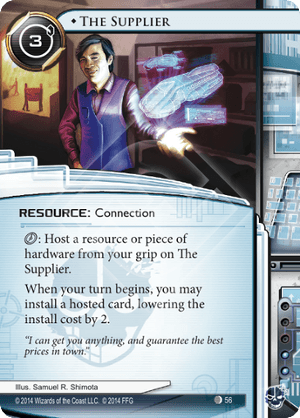 3
♦ THE SUPPLIER
RESOURCE: Connection
: Host a resource or piece of
hardware from your grip on The
Supplier.
When your turn begins, you may
install a hosted card, lowering the
install cost by 2.
"I can get you anything, and guarantee the best
prices in town."
Illus. Samuel R. Shimota
© 2014 Wizards of the Coast LLC. © 2014 FFG 56